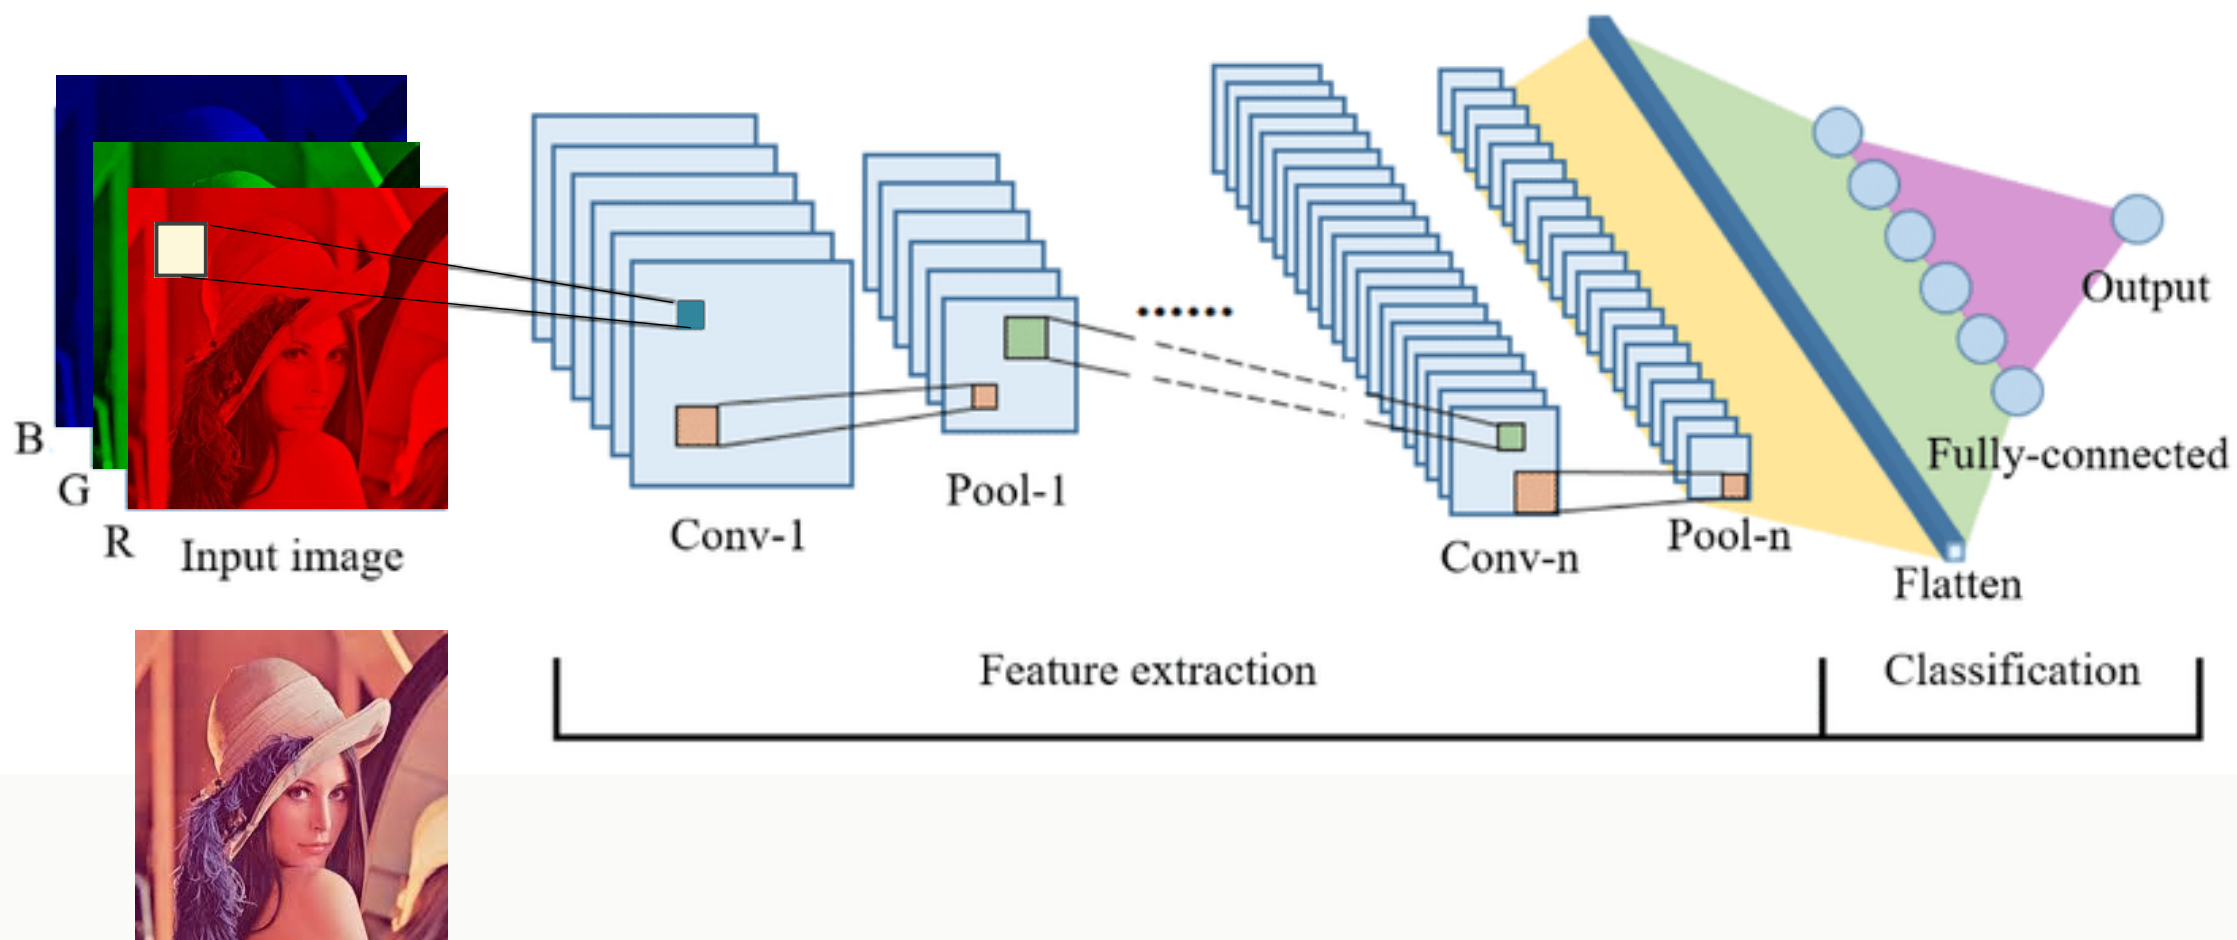 B
G
R
Input image
Conv-1
Pool-1
......
Conv-n
Pool-n
Flatten
Fully-connected
Output
Feature extraction
Classification